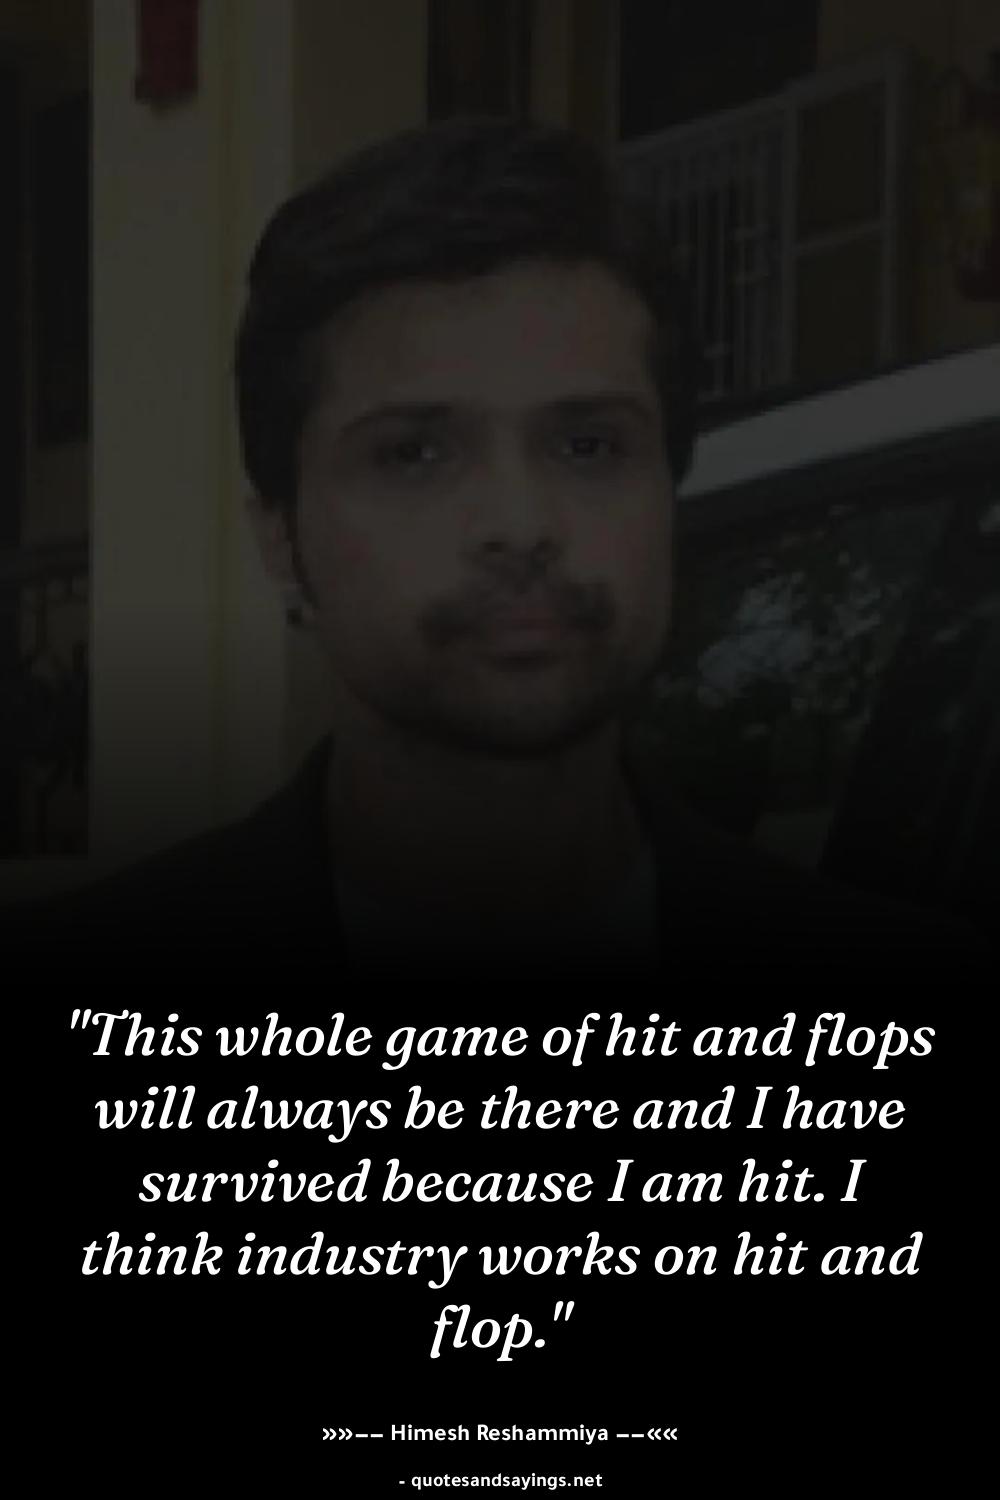 "This whole game of hit and flops
will always be there and I have
survived because I am hit. I
think industry works on hit and
flop."
»»–– Himesh Reshammiya ––««
- quotesandsayings.net